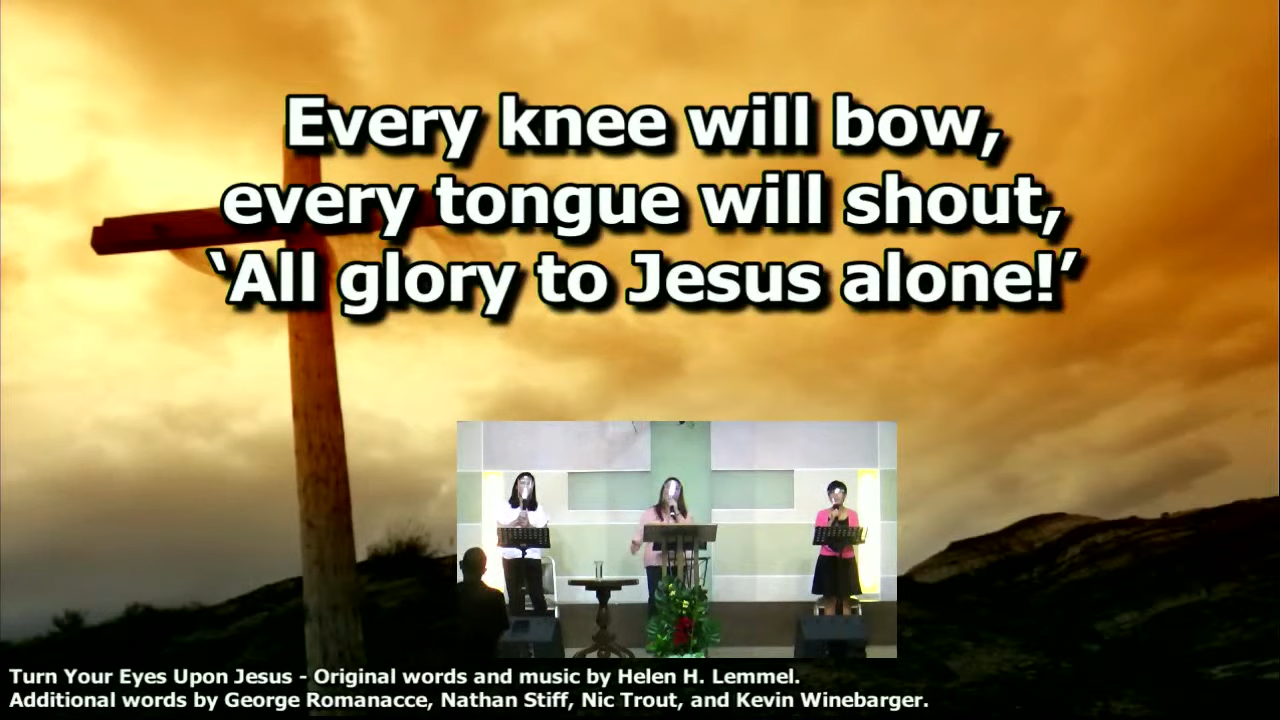 Every knee will bow,
every tongue will shout,
‘All glory to Jesus alone!’
Turn Your Eyes Upon Jesus - Original words and music by Helen H. Lemmel.
Additional words by George Romanacce, Nathan Stiff, Nic Trout, and Kevin Winebarger.